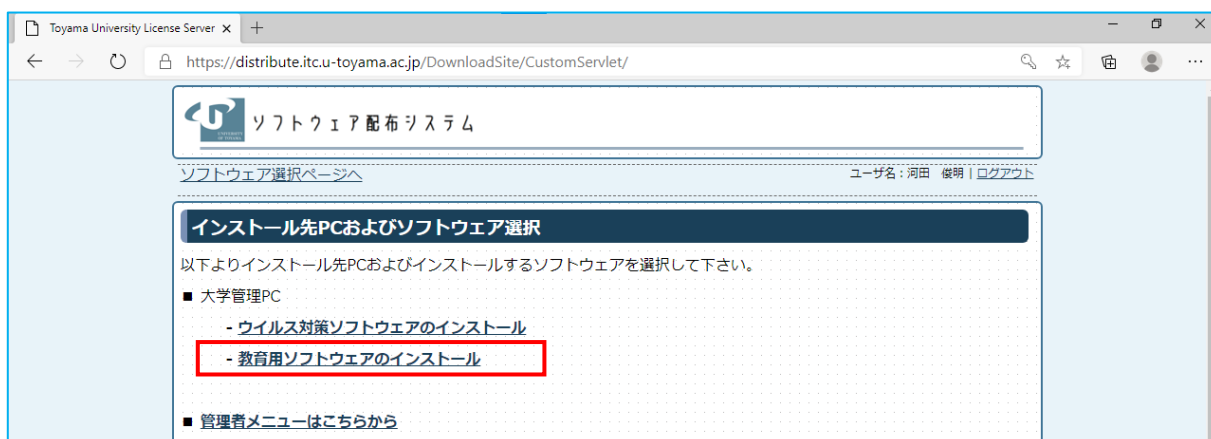 Toyama University License Server
https://distribute.itc.u-toyama.ac.jp/DownloadSite/CustomServlet/
ソフトウェア配布システム
ソフトウェア選択ページへ
ユーザ名：河田　俊明 | ログアウト
インストール先PCおよびソフトウェア選択
以下よりインストール先PCおよびインストールするソフトウェアを選択して下さい。
■ 大学管理PC
- ウイルス対策ソフトウェアのインストール
- 教育用ソフトウェアのインストール
■ 管理者メニューはこちらから